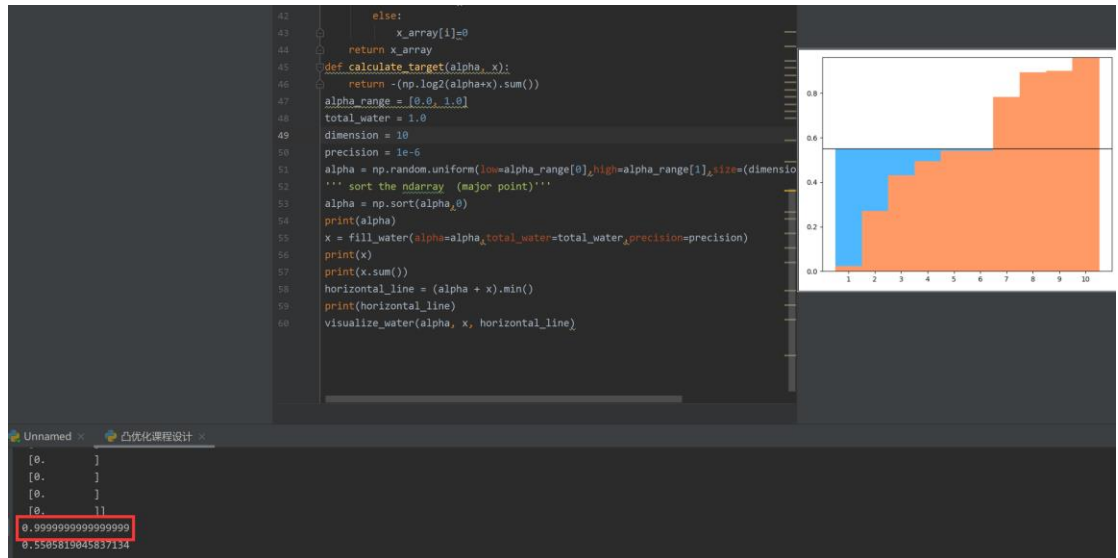 42 else:
43 x_array[i]=0
44 return x_array
45 def calculate_target(alpha, x):
46 return -(np.log2(alpha+x).sum())
47 alpha_range = [0.0, 1.0]
48 total_water = 1.0
49 dimension = 10
50 precision = 1e-6
51 alpha = np.random.uniform(low=alpha_range[0],high=alpha_range[1],size=(dimensio
52 ''' sort the ndarray (major point)'''
53 alpha = np.sort(alpha,0)
54 print(alpha)
55 x = fill_water(alpha=alpha,total_water=total_water,precision=precision)
56 print(x)
57 print(x.sum())
58 horizontal_line = (alpha + x).min()
59 print(horizontal_line)
60 visualize_water(alpha, x, horizontal_line)
0.8
0.6
0.4
0.2
0.0
1 2 3 4 5 6 7 8 9 10
Unnamed × 凸优化课程设计 ×
[0. ]
[0. ]
[0. ]
[0. ]]
0.9999999999999999
0.5505819045837134